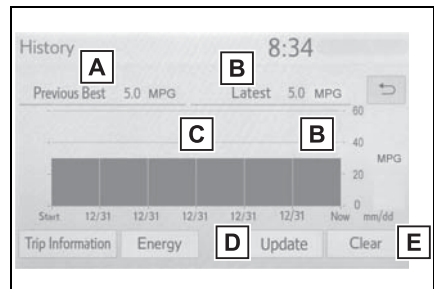 History 8:34
A B
Previous Best 5.0 MPG Latest 5.0 MPG
60
C B 40
MPG
20
0
Start 12/31 12/31 12/31 12/31 12/31 Now mm/dd
Trip Information Energy D Update Clear E